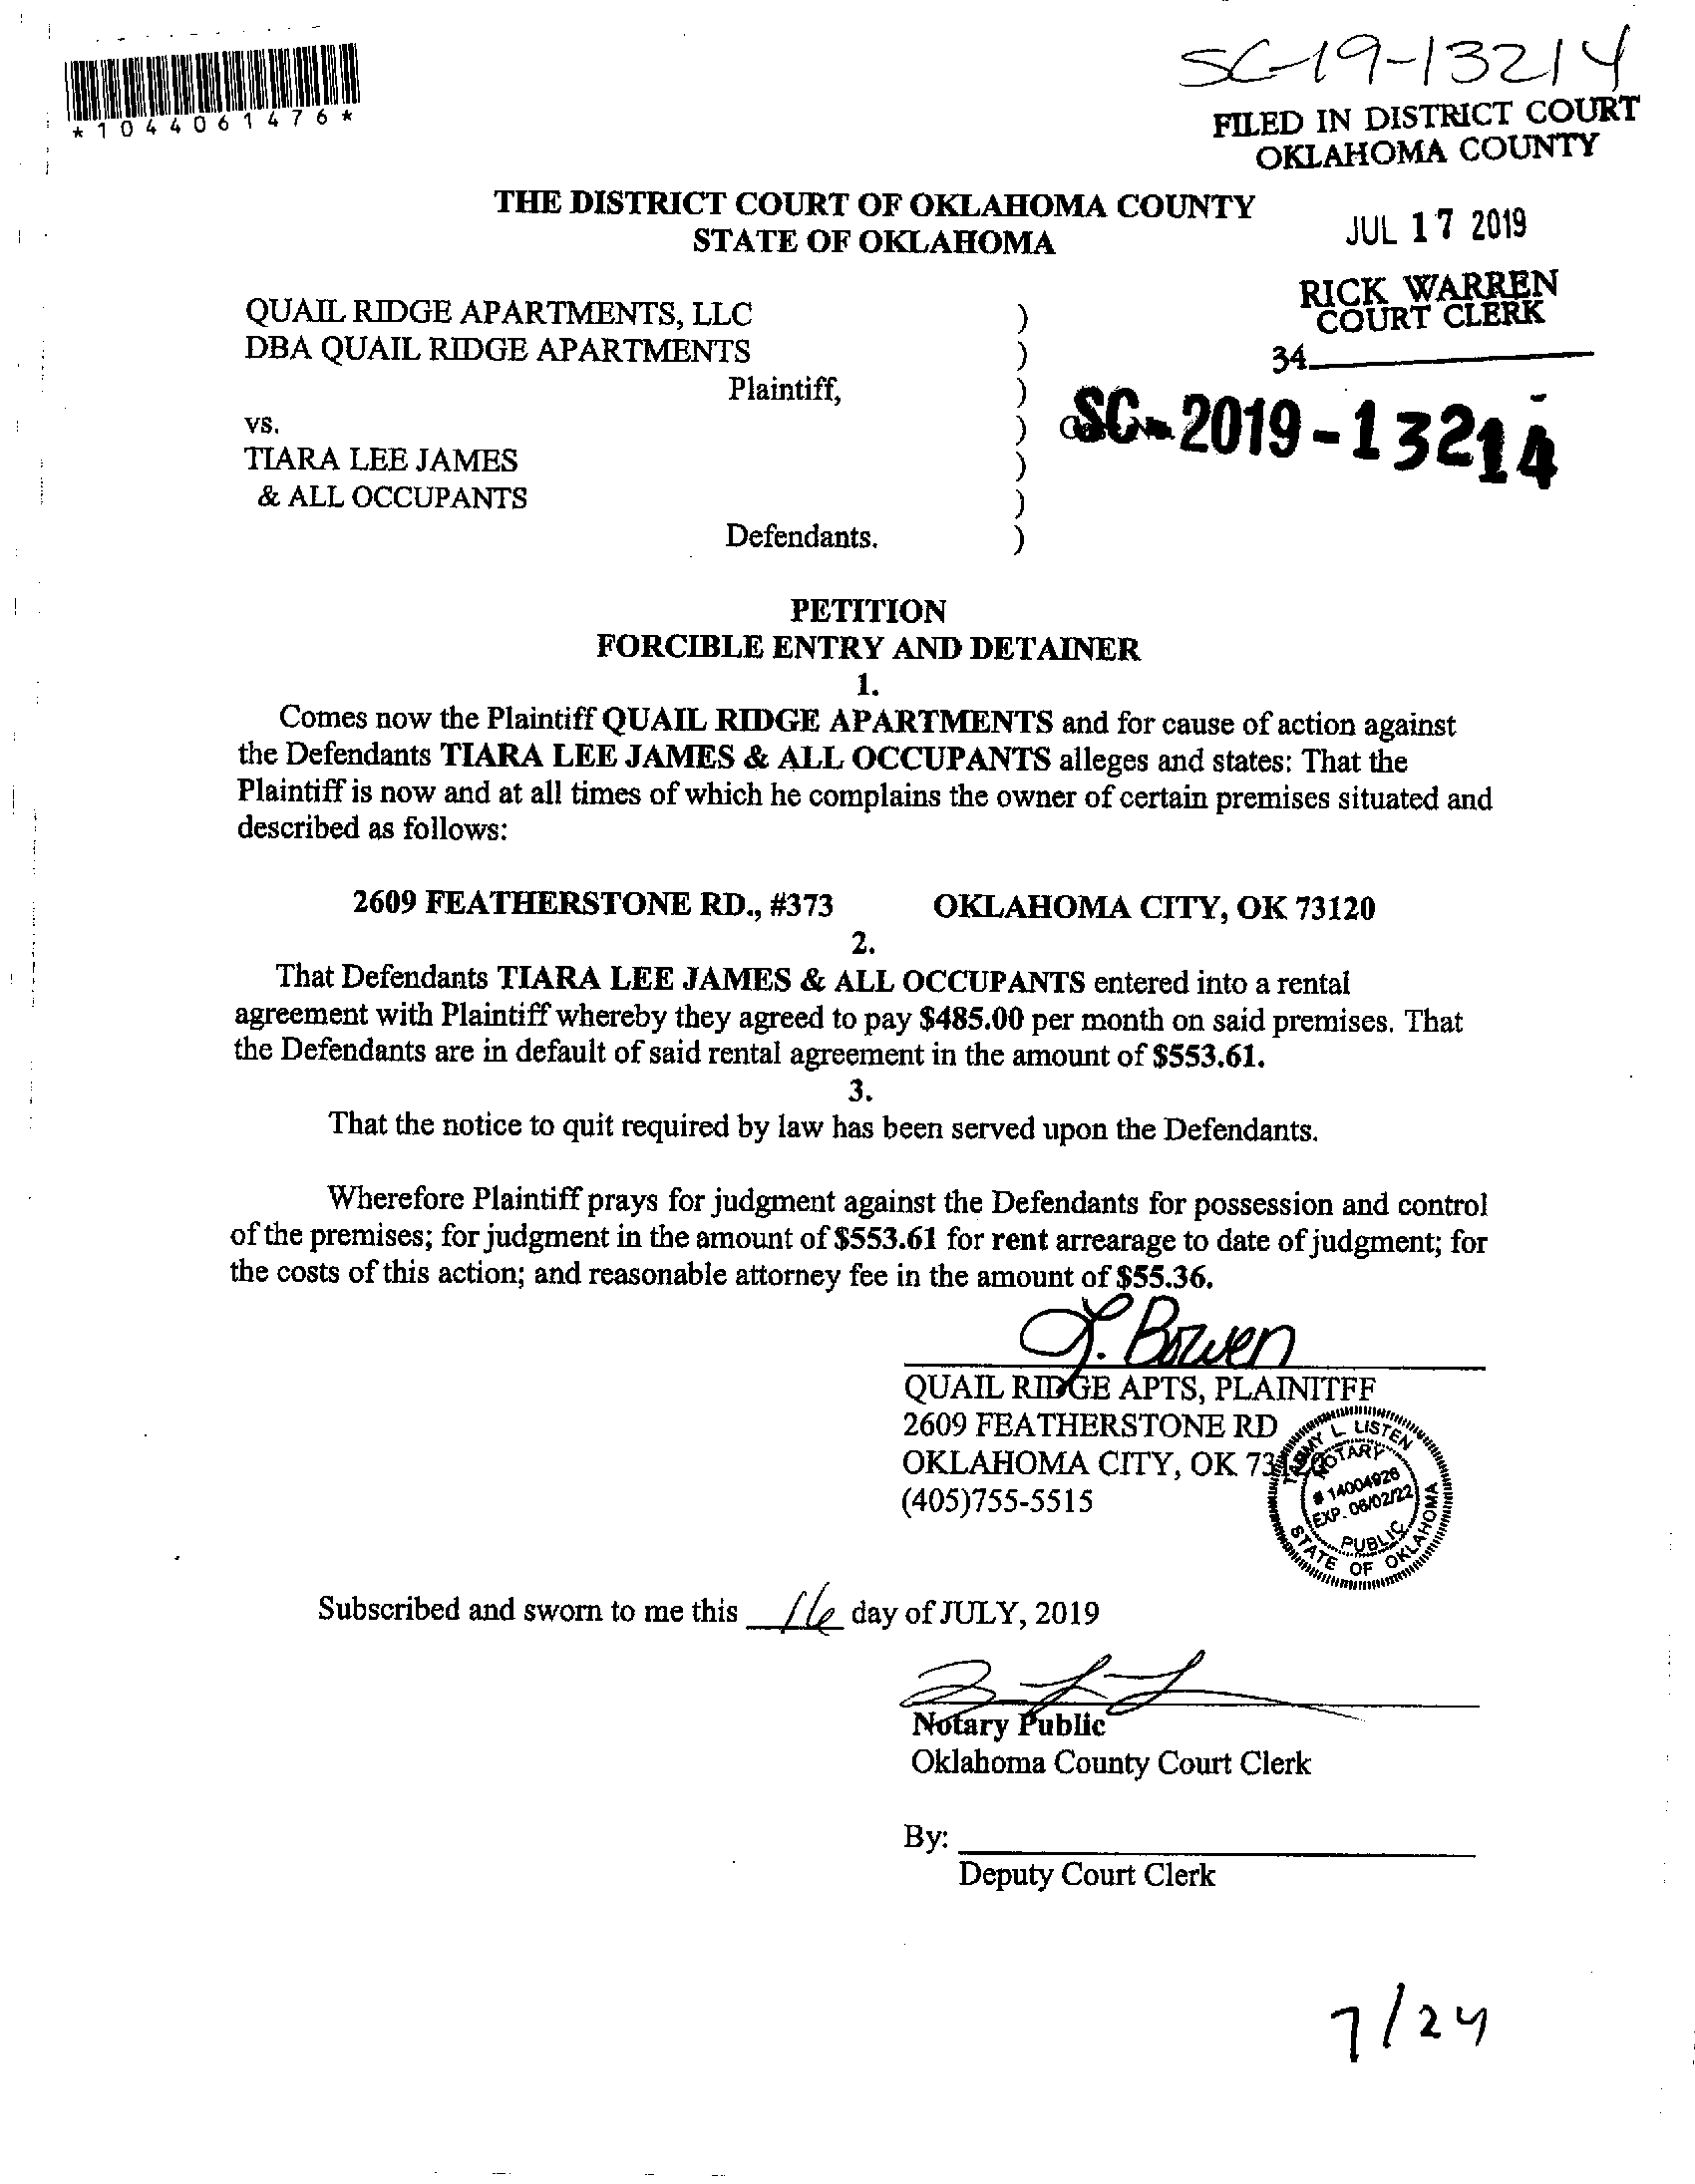 SC-19-13214
*1044061476*
FILED IN DISTRICT COURT
OKLAHOMA COUNTY
THE DISTRICT COURT OF OKLAHOMA COUNTY
STATE OF OKLAHOMA
JUL 17 2019
RICK WARREN
COURT CLERK
34
QUAIL RIDGE APARTMENTS, LLC )
DBA QUAIL RIDGE APARTMENTS )
Plaintiff, )
vs. )
SC-2019-13214
TIARA LEE JAMES )
& ALL OCCUPANTS )
Defendants. )
PETITION
FORCIBLE ENTRY AND DETAINER
1.
Comes now the Plaintiff QUAIL RIDGE APARTMENTS and for cause of action against
the Defendants TIARA LEE JAMES & ALL OCCUPANTS alleges and states: That the
Plaintiff is now and at all times of which he complains the owner of certain premises situated and
described as follows:
2609 FEATHERSTONE RD., #373 OKLAHOMA CITY, OK 73120
2.
That Defendants TIARA LEE JAMES & ALL OCCUPANTS entered into a rental
agreement with Plaintiff whereby they agreed to pay $485.00 per month on said premises. That
the Defendants are in default of said rental agreement in the amount of $553.61.
3.
That the notice to quit required by law has been served upon the Defendants.
Wherefore Plaintiff prays for judgment against the Defendants for possession and control
of the premises; for judgment in the amount of $553.61 for rent arrearage to date of judgment; for
the costs of this action; and reasonable attorney fee in the amount of $55.36.
L. Bowen
QUAIL RIDGE APTS, PLAINITFF
2609 FEATHERSTONE RD
OKLAHOMA CITY, OK 73120
(405)755-5515
TAMMY L LISTEN
NOTARY
# 14004926
EXP. 06/02/22
PUBLIC
STATE OF OKLAHOMA
Subscribed and sworn to me this 16 day of JULY, 2019
Notary Public
Oklahoma County Court Clerk
By:
Deputy Court Clerk
7/24